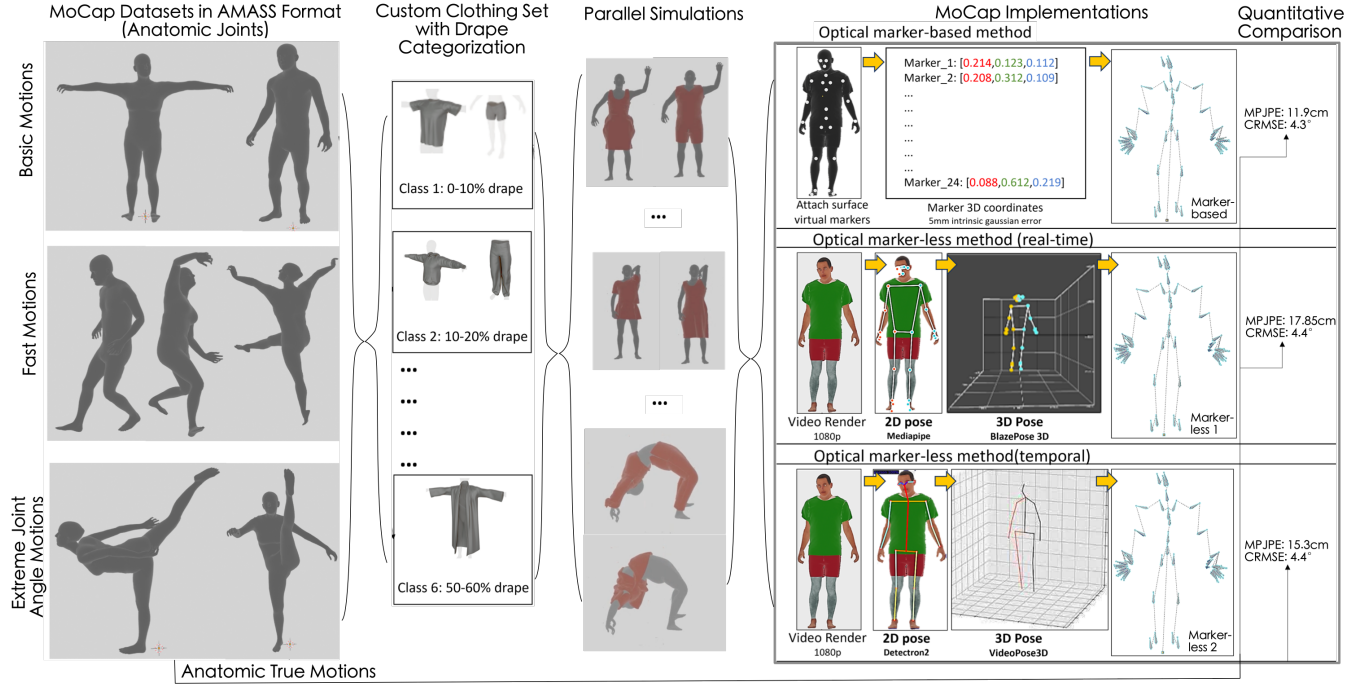 MoCap Datasets in AMASS Format
(Anatomic Joints)
Basic Motions
Fast Motions
Extreme Joint
Angle Motions
Custom Clothing Set
with Drape
Categorization
Class 1: 0-10% drape
Class 2: 10-20% drape
...
...
...
...
Class 6: 50-60% drape
Parallel Simulations
...
...
MoCap Implementations
Optical marker-based method
Attach surface
virtual markers
Marker_1: [0.214,0.123,0.112]
Marker_2: [0.208,0.312,0.109]
...
...
...
...
...
...
Marker_24: [0.088,0.612,0.219]
Marker 3D coordinates
5mm intrinsic gaussian error
Marker-
based
Optical marker-less method (real-time)
Video Render
1080p
2D pose
Mediapipe
3D Pose
BlazePose 3D
Marker-
less 1
Optical marker-less method(temporal)
Video Render
1080p
2D pose
Detectron2
3D Pose
VideoPose3D
Marker-
less 2
Quantitative
Comparison
MPJPE: 11.9cm
CRMSE: 4.3°
MPJPE: 17.85cm
CRMSE: 4.4°
MPJPE: 15.3cm
CRMSE: 4.4°
Anatomic True Motions